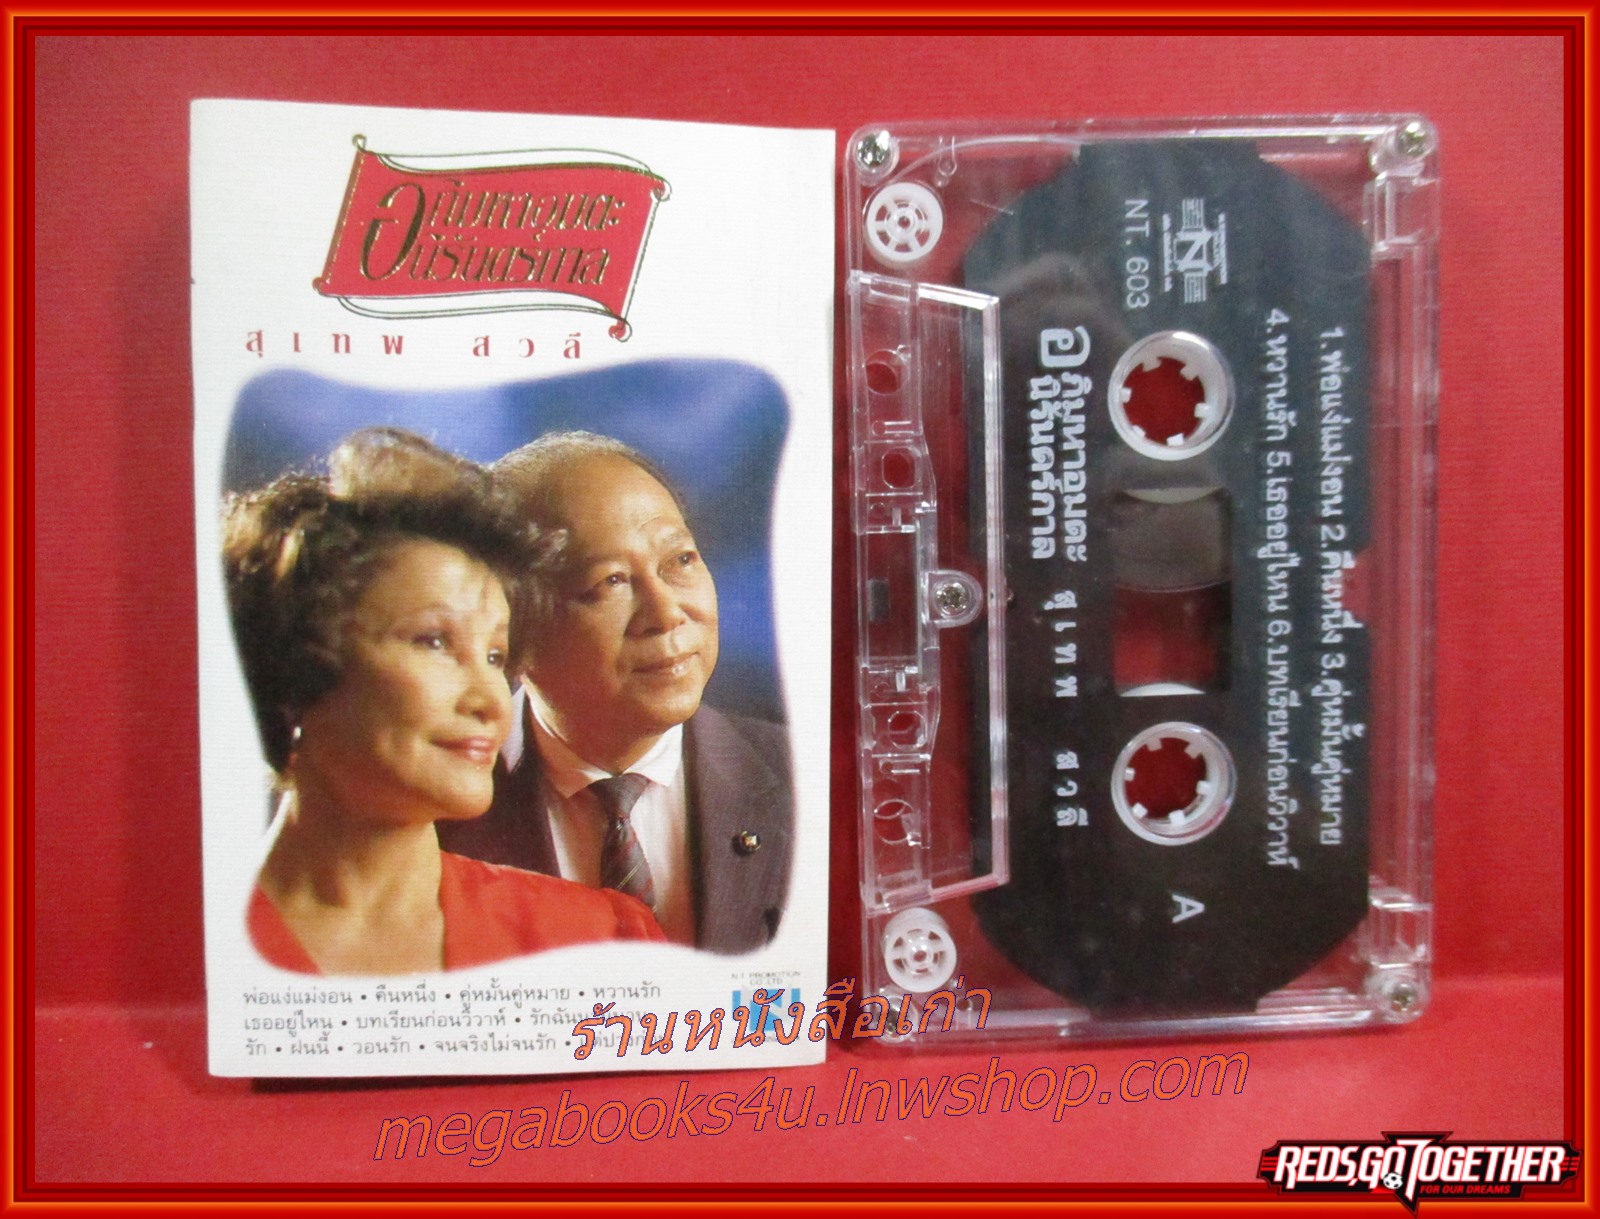 อภิมหาอมตะ
นิรันดร์กาล
สุเทพ สวลี
พ่อแง่แม่งอน • คืนหนึ่ง • คู่หมั้นคู่หมาย • หวานรัก
เธออยู่ไหน • บทเรียนก่อนวิวาห์ • รักฉัน
รัก • ฝนนี้ • วอนรัก • จนจริงไม่จนรัก •
N.T. PROMOTION
CO.,LTD.
NT. 603
1.พ่อแง่แม่งอน 2.คืนหนึ่ง 3.คู่หมั้นคู่หมาย
4.หวานรัก 5.เธออยู่ไหน 6.บทเรียนก่อนวิวาห์
อภิมหาอมตะ
นิรันดร์กาล
สุเทพ สวลี
A
ร้านหนังสือเก่า
megabooks4u.lnwshop.com
REDS,GO TOGETHER
FOR OUR DREAMS